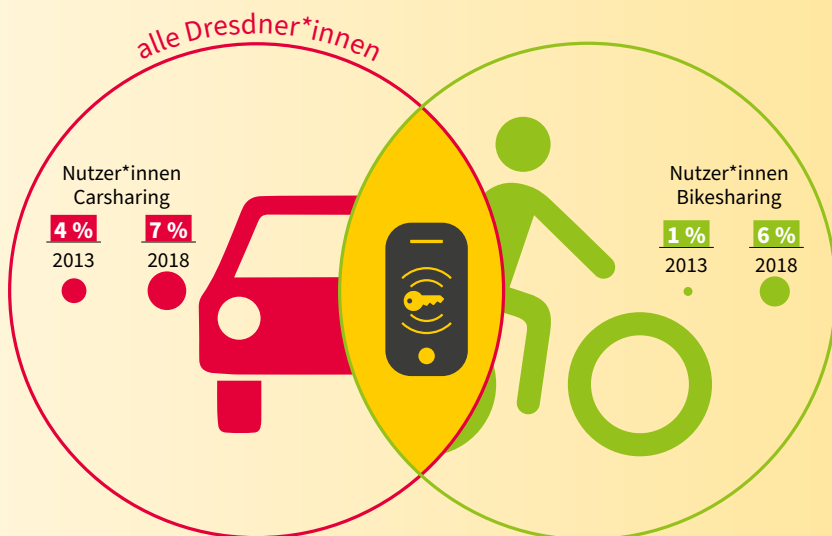 alle Dresdner*innen
Nutzer*innen
Carsharing
4 % 7 %
2013 2018
Nutzer*innen
Bikesharing
1 % 6 %
2013 2018